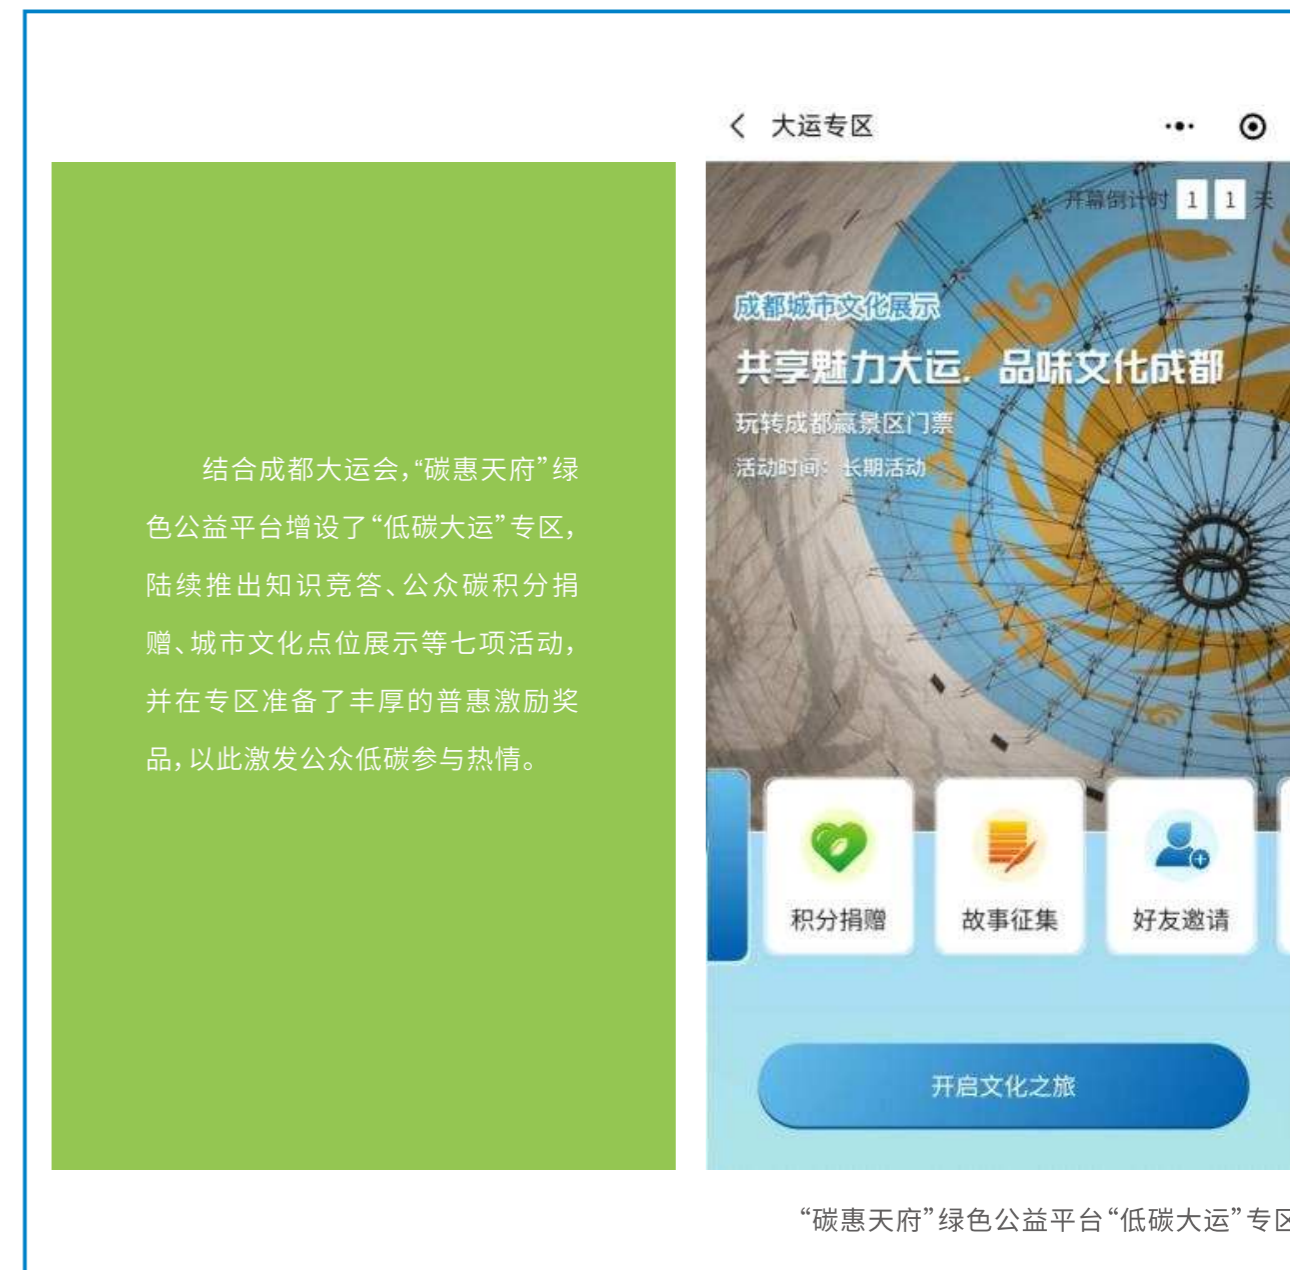 结合成都大运会，“碳惠天府”绿
色公益平台增设了“低碳大运”专区，
陆续推出知识竞答、公众碳积分捐
赠、城市文化点位展示等七项活动，
并在专区准备了丰厚的普惠激励奖
品，以此激发公众低碳参与热情。
大运专区
开幕倒计时 1 1 天
成都城市文化展示
共享魅力大运，品味文化成都
玩转成都赢景区门票
活动时间：长期活动
积分捐赠 故事征集 好友邀请
开启文化之旅
“碳惠天府”绿色公益平台“低碳大运”专区